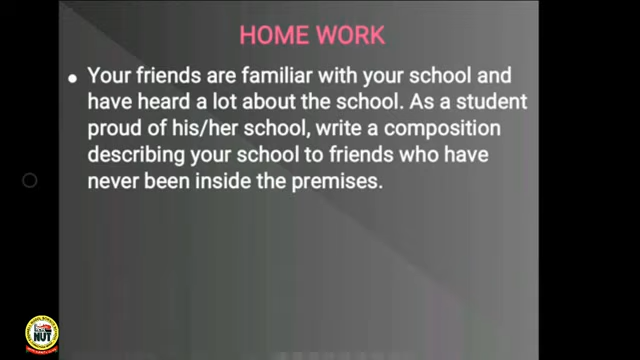 HOME WORK
Your friends are familiar with your school and
have heard a lot about the school. As a student
proud of his/her school, write a composition
describing your school to friends who have
never been inside the premises.
NUT